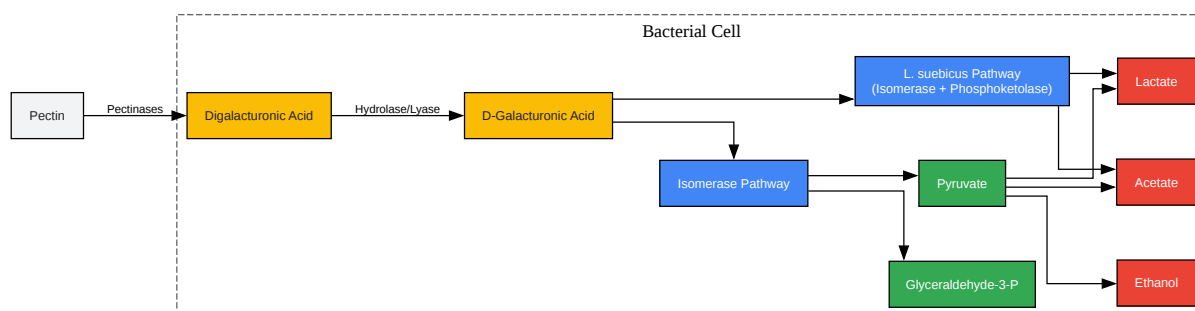 Bacterial Cell
Pectin
Pectinases
Digalacturonic Acid
Hydrolase/Lyase
D-Galacturonic Acid
L. suebicus Pathway
(Isomerase + Phosphoketolase)
Lactate
Isomerase Pathway
Pyruvate
Acetate
Glyceraldehyde-3-P
Ethanol